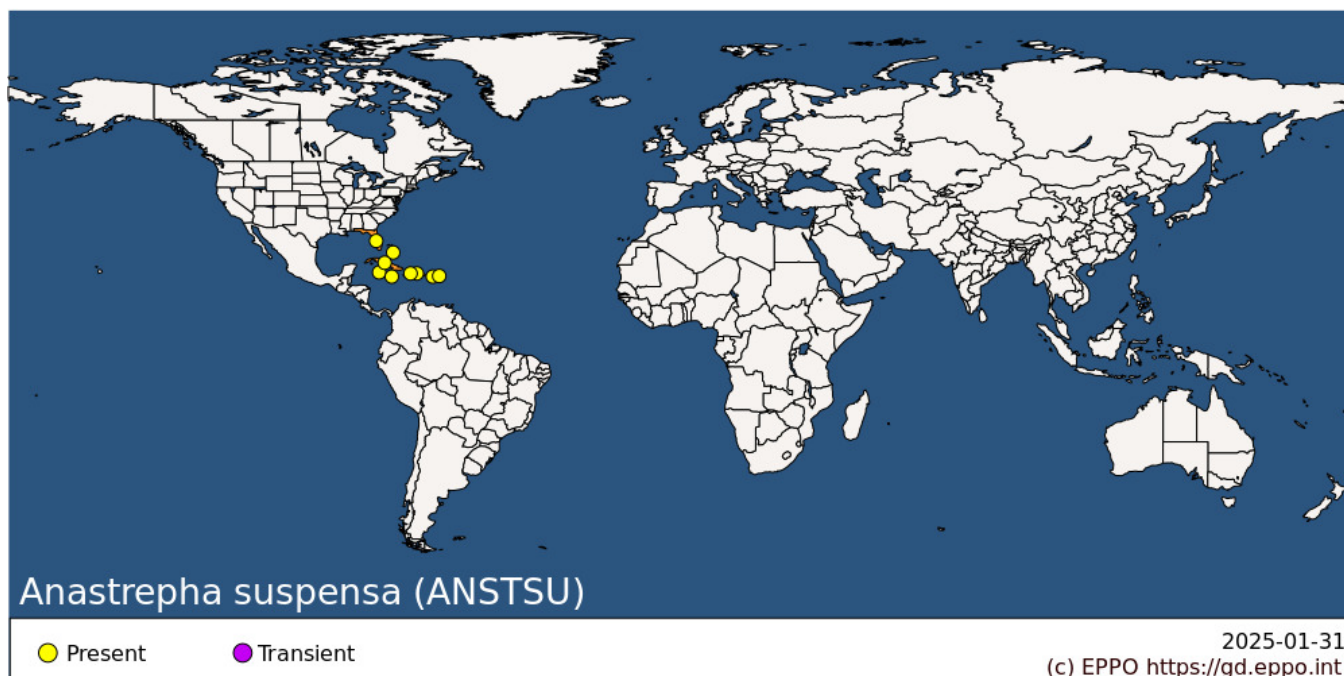 Anastrepha suspensa (ANSTSU)
Present
Transient
2025-01-31
(c) EPPO https://gd.eppo.int